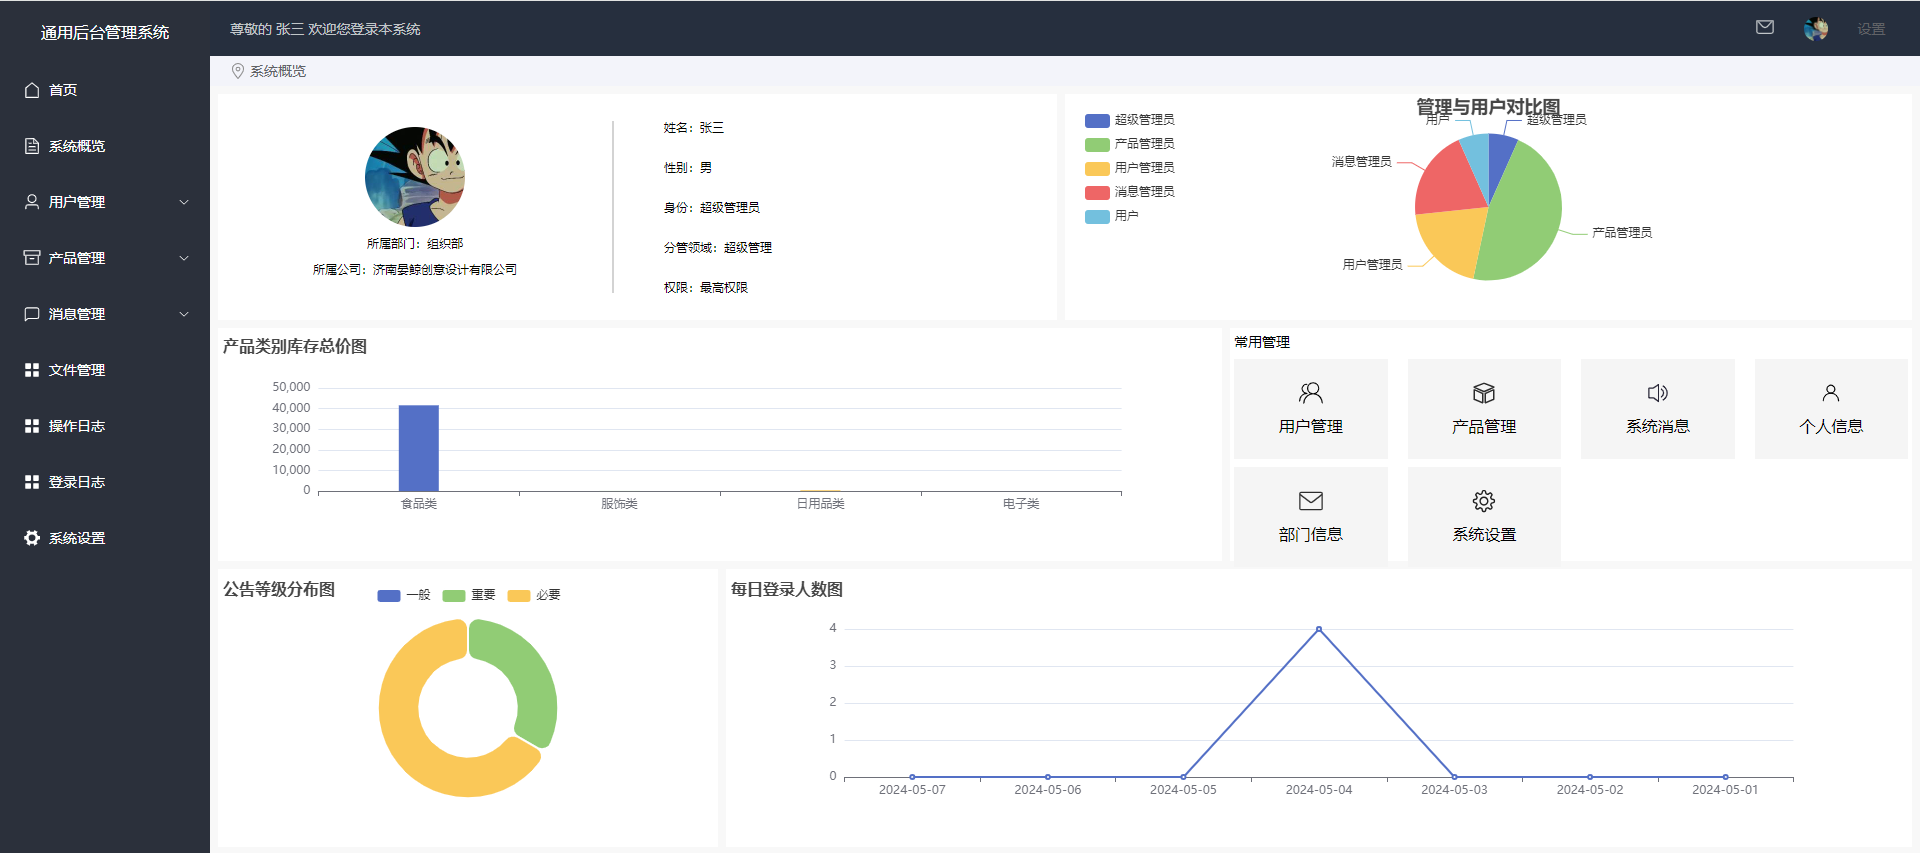 通用后台管理系统
首页
系统概览
用户管理
产品管理
消息管理
文件管理
操作日志
登录日志
系统设置
尊敬的 张三 欢迎您登录本系统
设置
系统概览
所属部门：组织部
所属公司：济南晏鲸创意设计有限公司
姓名：张三
性别：男
身份：超级管理员
分管领域：超级管理
权限：最高权限
管理与用户对比图
超级管理员
产品管理员
用户管理员
消息管理员
用户
用户
超级管理员
消息管理员
产品管理员
用户管理员
产品类别库存总价图
50,000
40,000
30,000
20,000
10,000
0
食品类 服饰类 日用品类 电子类
常用管理
用户管理 产品管理 系统消息 个人信息
部门信息 系统设置
公告等级分布图
一般 重要 必要
每日登录人数图
4
3
2
1
0
2024-05-07 2024-05-06 2024-05-05 2024-05-04 2024-05-03 2024-05-02 2024-05-01